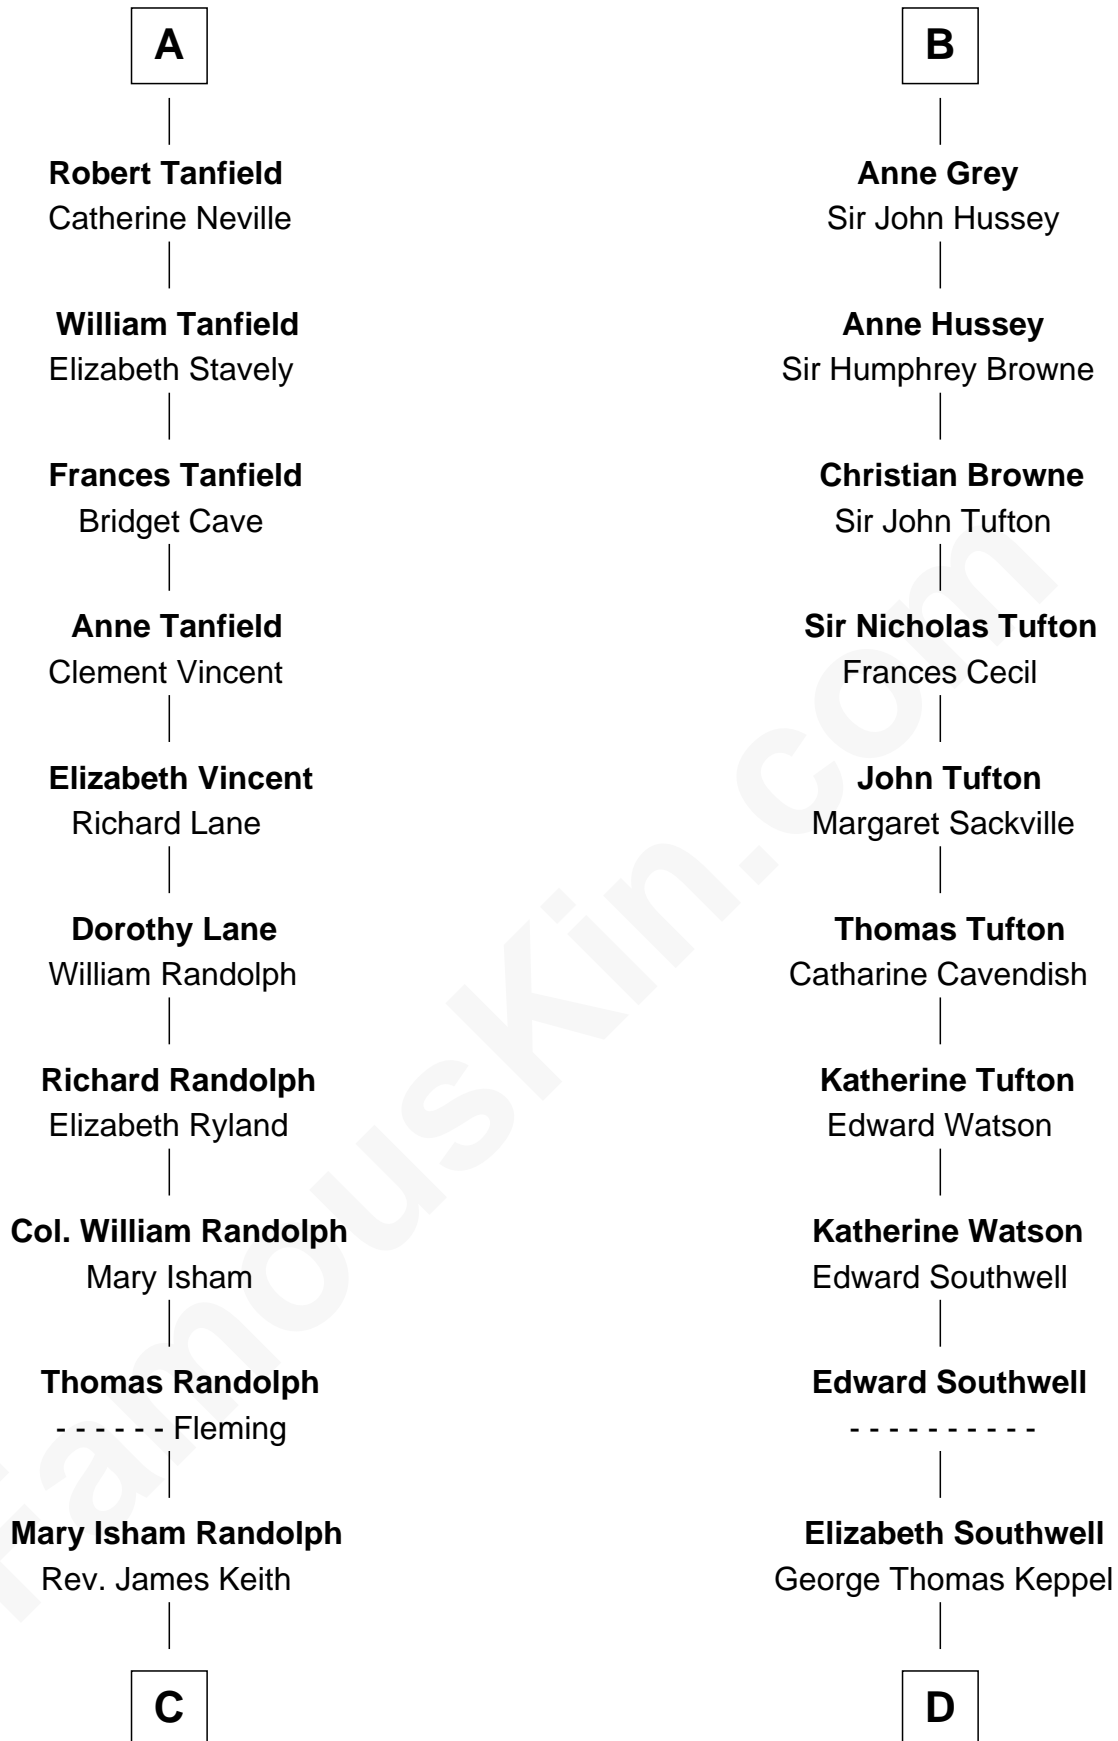 A
Robert Tanfield
Catherine Neville
William Tanfield
Elizabeth Stavely
Frances Tanfield
Bridget Cave
Anne Tanfield
Clement Vincent
Elizabeth Vincent
Richard Lane
Dorothy Lane
William Randolph
Richard Randolph
Elizabeth Ryland
Col. William Randolph
Mary Isham
Thomas Randolph
- - - - - - Fleming
Mary Isham Randolph
Rev. James Keith
C
B
Anne Grey
Sir John Hussey
Anne Hussey
Sir Humphrey Browne
Christian Browne
Sir John Tufton
Sir Nicholas Tufton
Frances Cecil
John Tufton
Margaret Sackville
Thomas Tufton
Catharine Cavendish
Katherine Tufton
Edward Watson
Katherine Watson
Edward Southwell
Edward Southwell
- - - - - - - - - -
Elizabeth Southwell
George Thomas Keppel
D
FamousKin.com